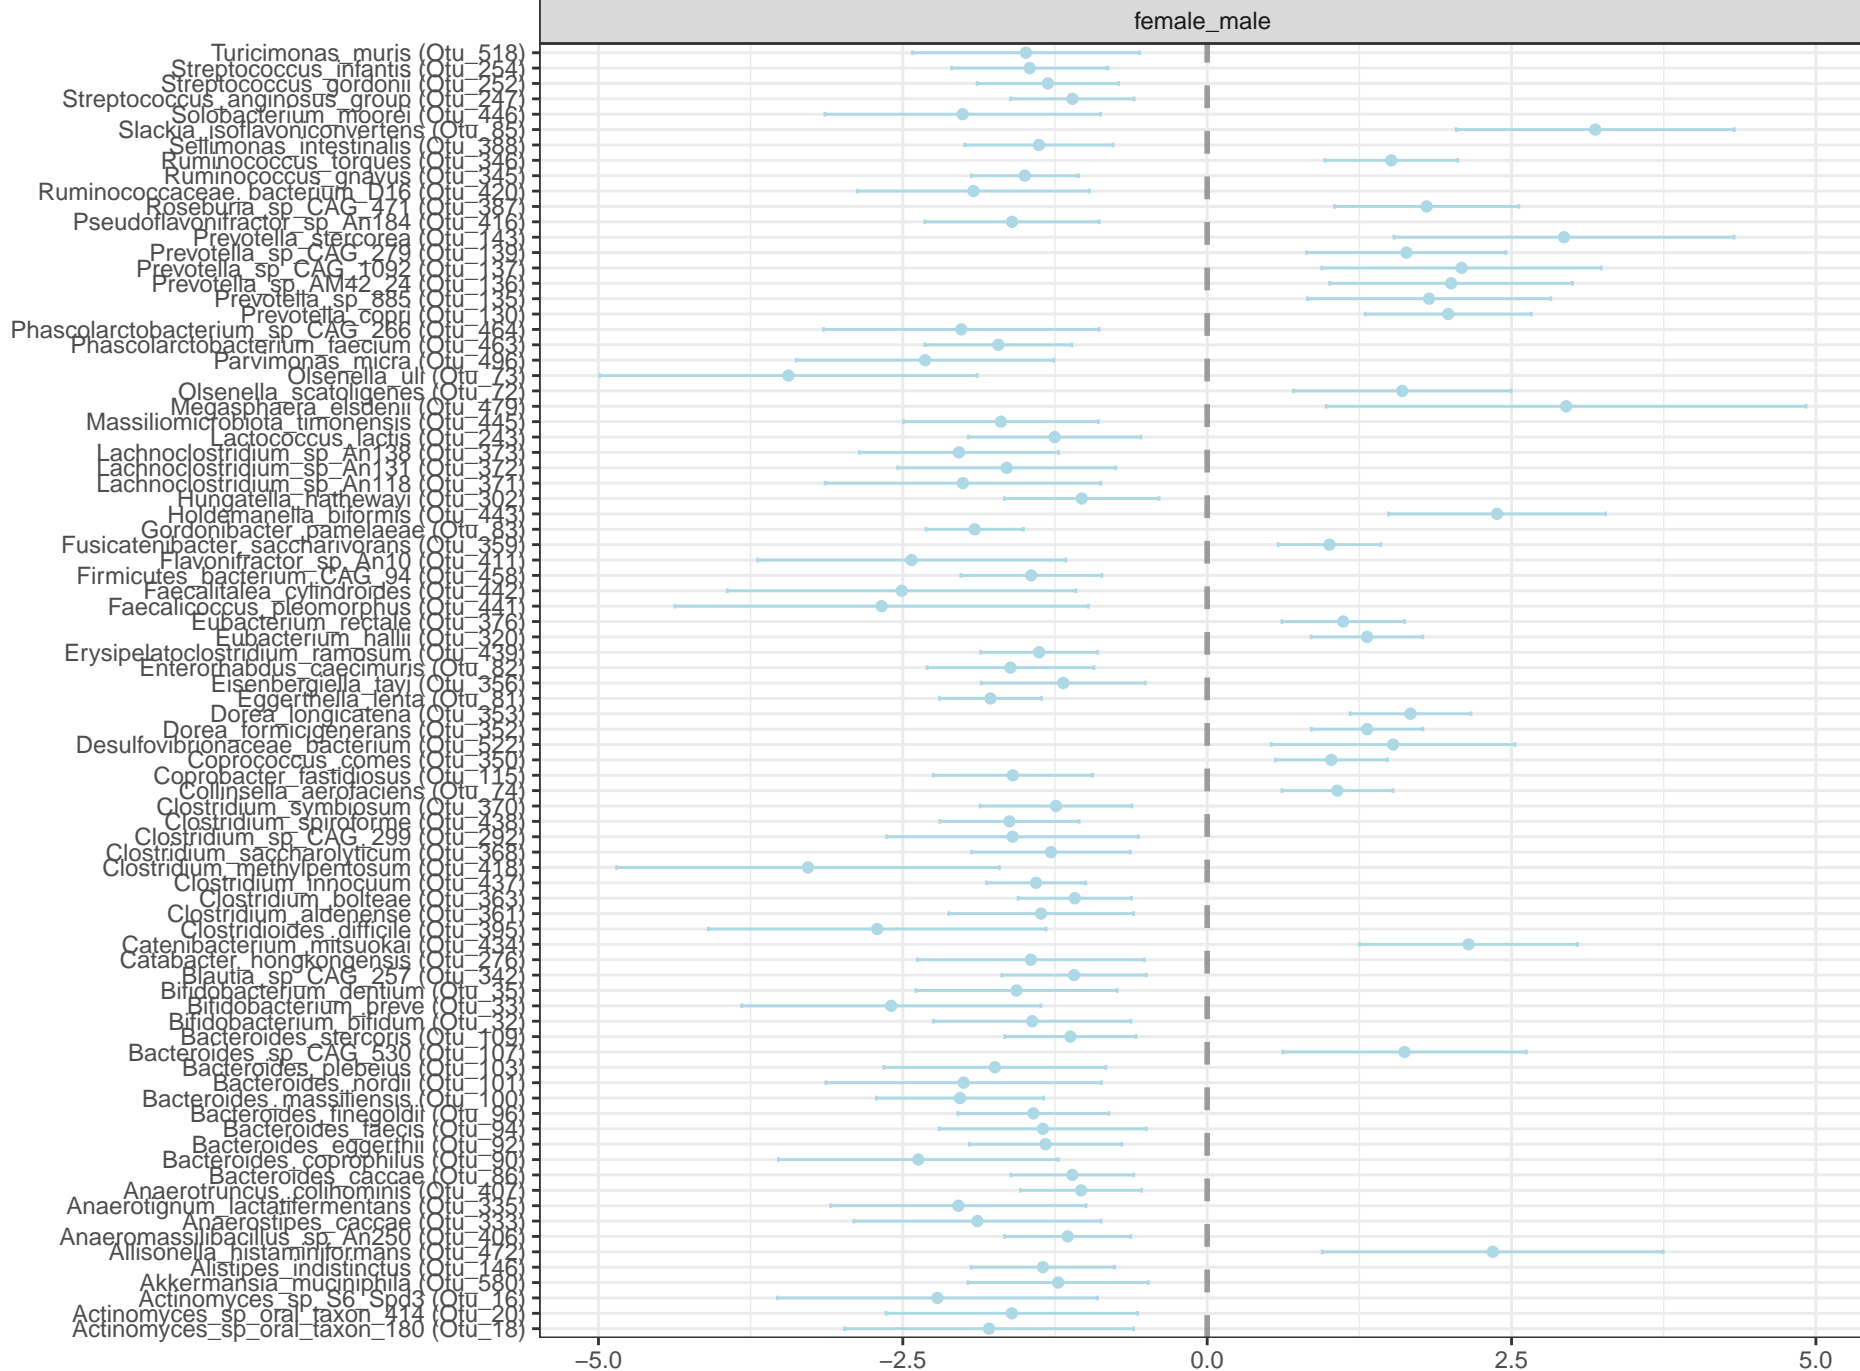 female_male
Turicimonas_muris (Otu_518)
Streptococcus_infantis (Otu_254)
Streptococcus_gordonii (Otu_252)
Streptococcus_anginosus_group (Otu_247)
Solobacterium_moorei (Otu_446)
Slackia_isoflavoniconvertens (Otu_85)
Sellimonas_intestinalis (Otu_388)
Ruminococcus_torques (Otu_346)
Ruminococcus_gnavus (Otu_345)
Ruminococcaceae_bacterium_D16 (Otu_420)
Roseburia_sp_CAG_471 (Otu_387)
Pseudoflavonifractor_sp_An184 (Otu_416)
Prevotella_stercorea (Otu_143)
Prevotella_sp_CAG_279 (Otu_139)
Prevotella_sp_CAG_1092 (Otu_137)
Prevotella_sp_AM42_24 (Otu_136)
Prevotella_sp_885 (Otu_135)
Prevotella_copri (Otu_130)
Phascolarctobacterium_sp_CAG_266 (Otu_464)
Phascolarctobacterium_faecium (Otu_463)
Parvimonas_micra (Otu_496)
Olsenella_uli (Otu_73)
Olsenella_scatoligenes (Otu_72)
Megasphaera_elsdenii (Otu_479)
Massiliomicrobiota_timonensis (Otu_445)
Lactococcus_lactis (Otu_243)
Lachnoclostridium_sp_An138 (Otu_373)
Lachnoclostridium_sp_An131 (Otu_372)
Lachnoclostridium_sp_An118 (Otu_371)
Hungatella_hathewayi (Otu_302)
Holdemanella_biformis (Otu_443)
Gordonibacter_pamelaeae (Otu_83)
Fusicatenibacter_saccharivorans (Otu_359)
Flavonifractor_sp_An10 (Otu_411)
Firmicutes_bacterium_CAG_94 (Otu_458)
Faecalitalea_cylindroides (Otu_442)
Faecalicoccus_pleomorphus (Otu_441)
Eubacterium_rectale (Otu_376)
Eubacterium_hallii (Otu_320)
Erysipelatoclostridium_ramosum (Otu_439)
Enterorhabdus_caecimuris (Otu_82)
Eisenbergiella_tayi (Otu_356)
Eggerthella_lenta (Otu_81)
Dorea_longicatena (Otu_353)
Dorea_formicigenerans (Otu_352)
Desulfovibrionaceae_bacterium (Otu_522)
Coprococcus_comes (Otu_350)
Coprobacter_fastidiosus (Otu_115)
Collinsella_aerofaciens (Otu_74)
Clostridium_symbiosum (Otu_370)
Clostridium_spiroforme (Otu_438)
Clostridium_sp_CAG_299 (Otu_292)
Clostridium_saccharolyticum (Otu_368)
Clostridium_methylpentosum (Otu_418)
Clostridium_innocuum (Otu_437)
Clostridium_bolteae (Otu_363)
Clostridium_aldenense (Otu_361)
Clostridioides_difficile (Otu_395)
Catenibacterium_mitsuokai (Otu_434)
Catabacter_hongkongensis (Otu_276)
Blautia_sp_CAG_257 (Otu_342)
Bifidobacterium_dentium (Otu_35)
Bifidobacterium_breve (Otu_33)
Bifidobacterium_bifidum (Otu_32)
Bacteroides_stercoris (Otu_109)
Bacteroides_sp_CAG_530 (Otu_107)
Bacteroides_plebeius (Otu_103)
Bacteroides_nordii (Otu_101)
Bacteroides_massiliensis (Otu_100)
Bacteroides_finegoldii (Otu_96)
Bacteroides_faecis (Otu_94)
Bacteroides_eggerthii (Otu_92)
Bacteroides_coprophilus (Otu_90)
Bacteroides_caccae (Otu_86)
Anaerotruncus_colihominis (Otu_407)
Anaerotignum_lactatifermentans (Otu_335)
Anaerostipes_caccae (Otu_333)
Anaeromassilibacillus_sp_An250 (Otu_406)
Allisonella_histaminiformans (Otu_472)
Alistipes_indistinctus (Otu_146)
Akkermansia_muciniphila (Otu_580)
Actinomyces_sp_S6_Spd3 (Otu_16)
Actinomyces_sp_oral_taxon_414 (Otu_20)
Actinomyces_sp_oral_taxon_180 (Otu_18)
−5.0 −2.5 0.0 2.5 5.0